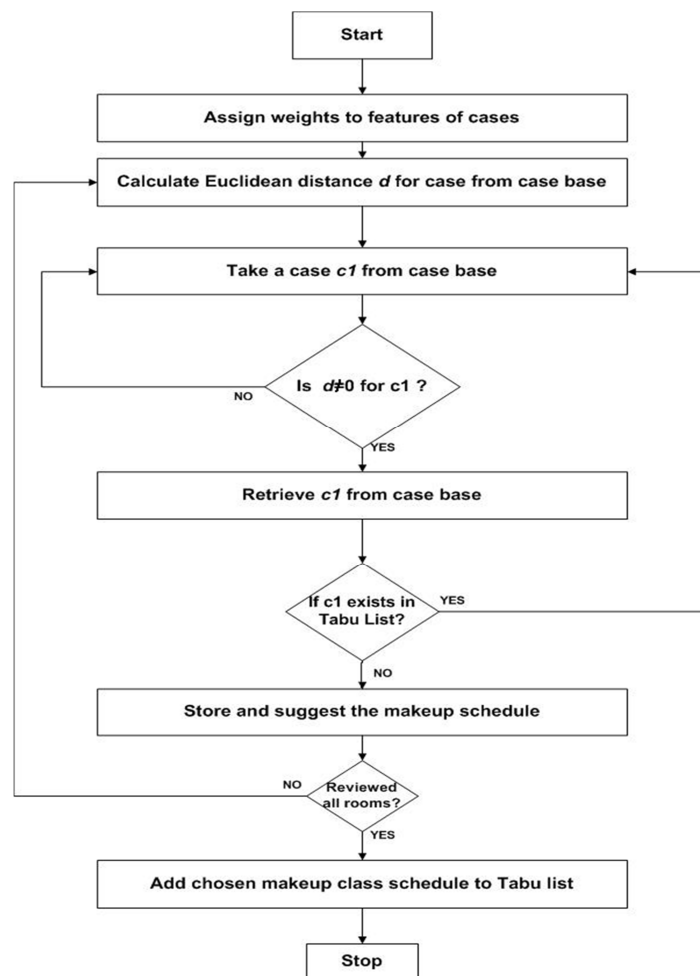 Start
Assign weights to features of cases
Calculate Euclidean distance d for case from case base
Take a case c1 from case base
Is d≠0 for c1 ?
NO
YES
Retrieve c1 from case base
If c1 exists in
Tabu List?
YES
NO
Store and suggest the makeup schedule
Reviewed
all rooms?
NO
YES
Add chosen makeup class schedule to Tabu list
Stop